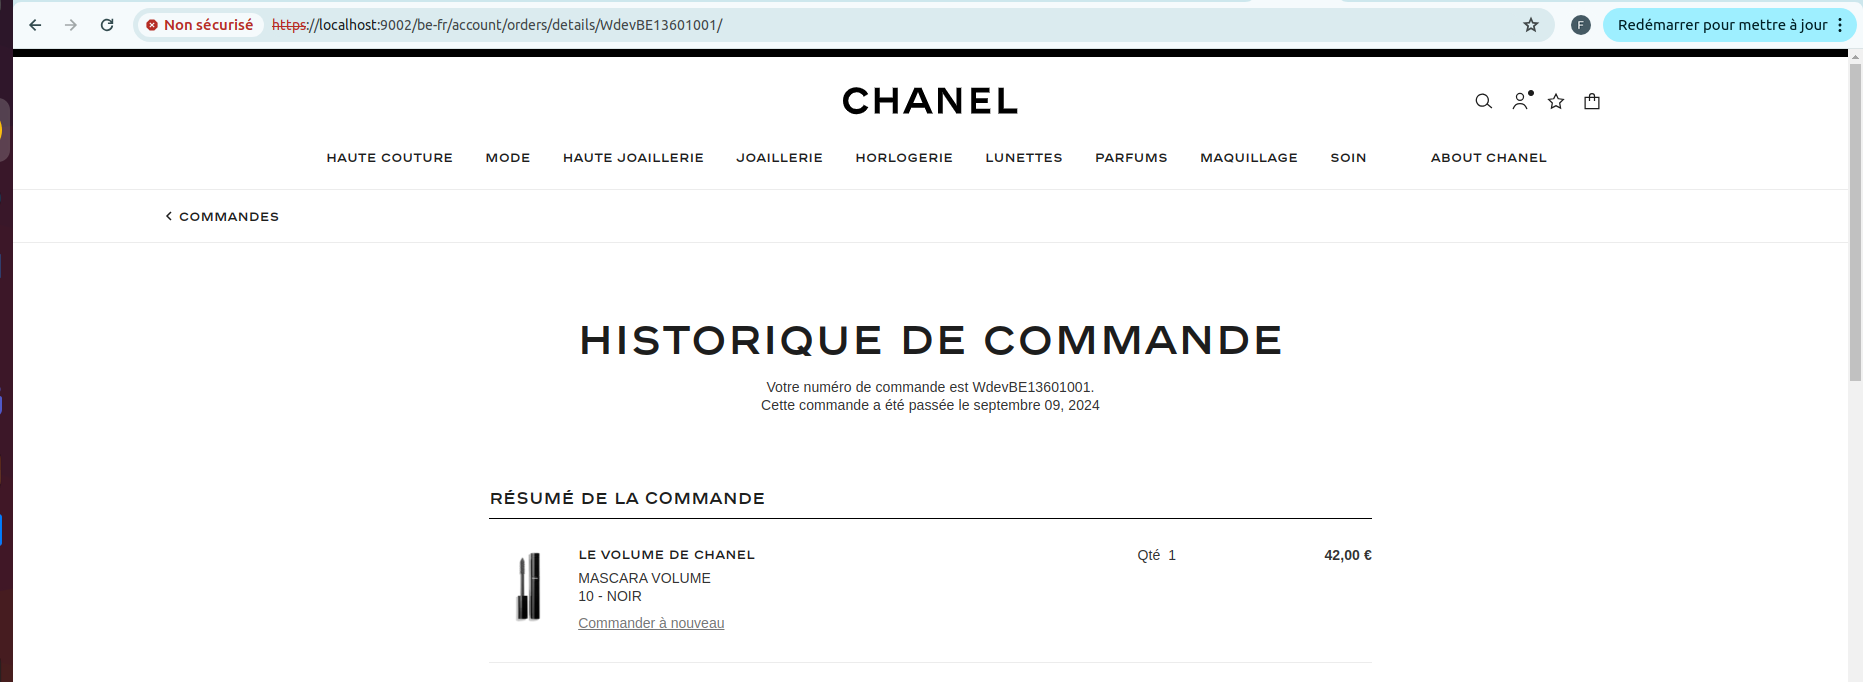 Non sécurisé https://localhost:9002/be-fr/account/orders/details/WdevBE13601001/ F Redémarrer pour mettre à jour
CHANEL
HAUTE COUTURE MODE HAUTE JOAILLERIE JOAILLERIE HORLOGERIE LUNETTES PARFUMS MAQUILLAGE SOIN ABOUT CHANEL
COMMANDES
HISTORIQUE DE COMMANDE
Votre numéro de commande est WdevBE13601001.
Cette commande a été passée le septembre 09, 2024
RÉSUMÉ DE LA COMMANDE
LE VOLUME DE CHANEL Qté 1 42,00 €
MASCARA VOLUME
10 - NOIR
Commander à nouveau